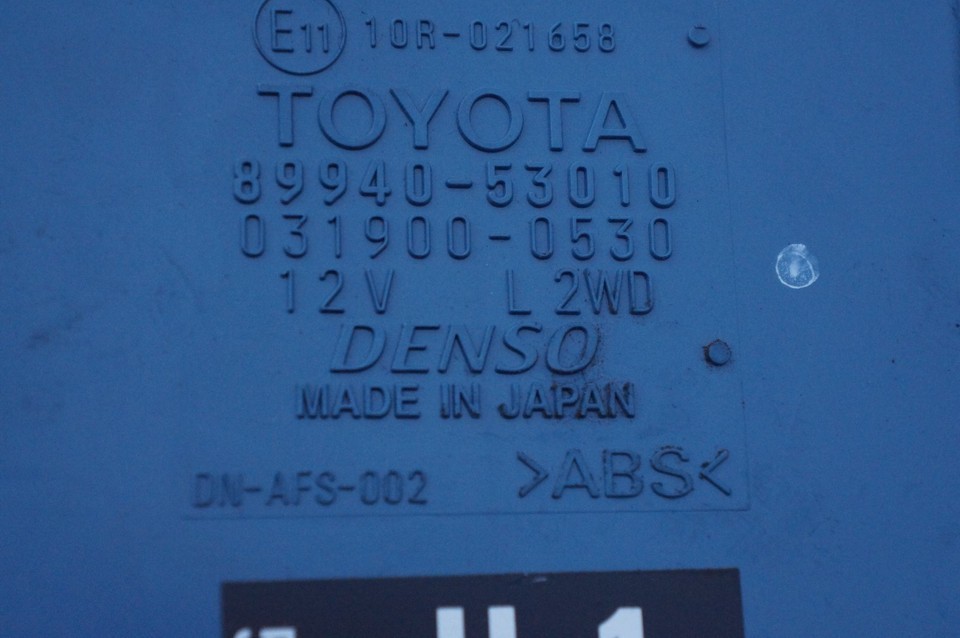 E11 10R-021658
TOYOTA
89940-53010
031900-0530
12V L 2WD
DENSO
MADE IN JAPAN
>ABS<
DN-AFS-002